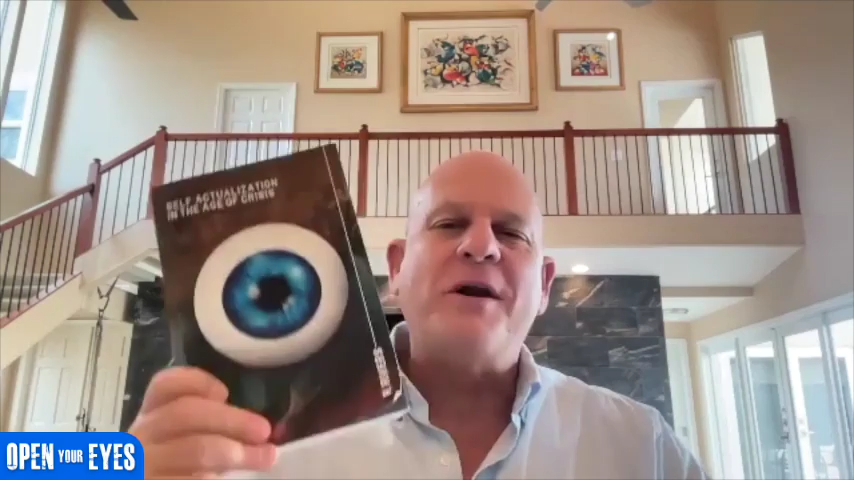 SELF ACTUALIZATION
IN THE AGE OF CRISIS
OPEN YOUR EYES